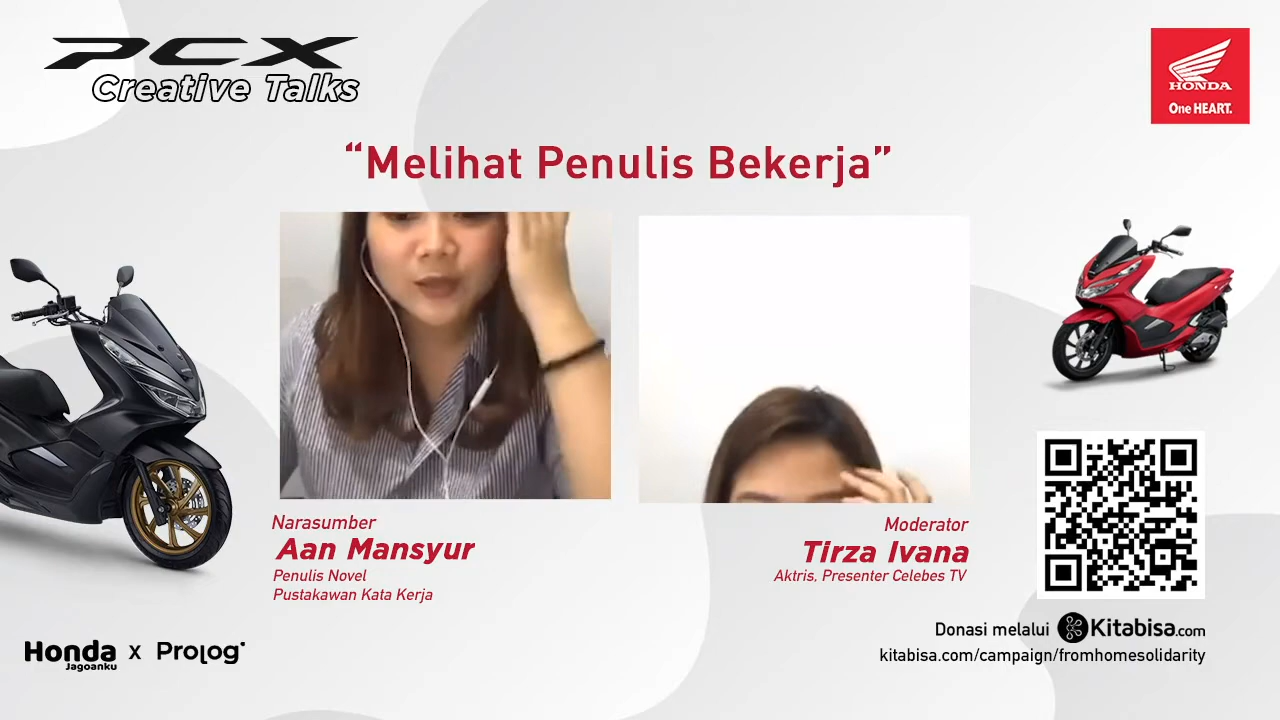 PCX
Creative Talks
HONDA
One HEART.
“Melihat Penulis Bekerja”
Narasumber
Aan Mansyur
Penulis Novel
Pustakawan Kata Kerja
Moderator
Tirza Ivana
Aktris, Presenter Celebes TV
Donasi melalui Kitabisa.com
kitabisa.com/campaign/fromhomesolidarity
Honda x Prolog
Jagoanku